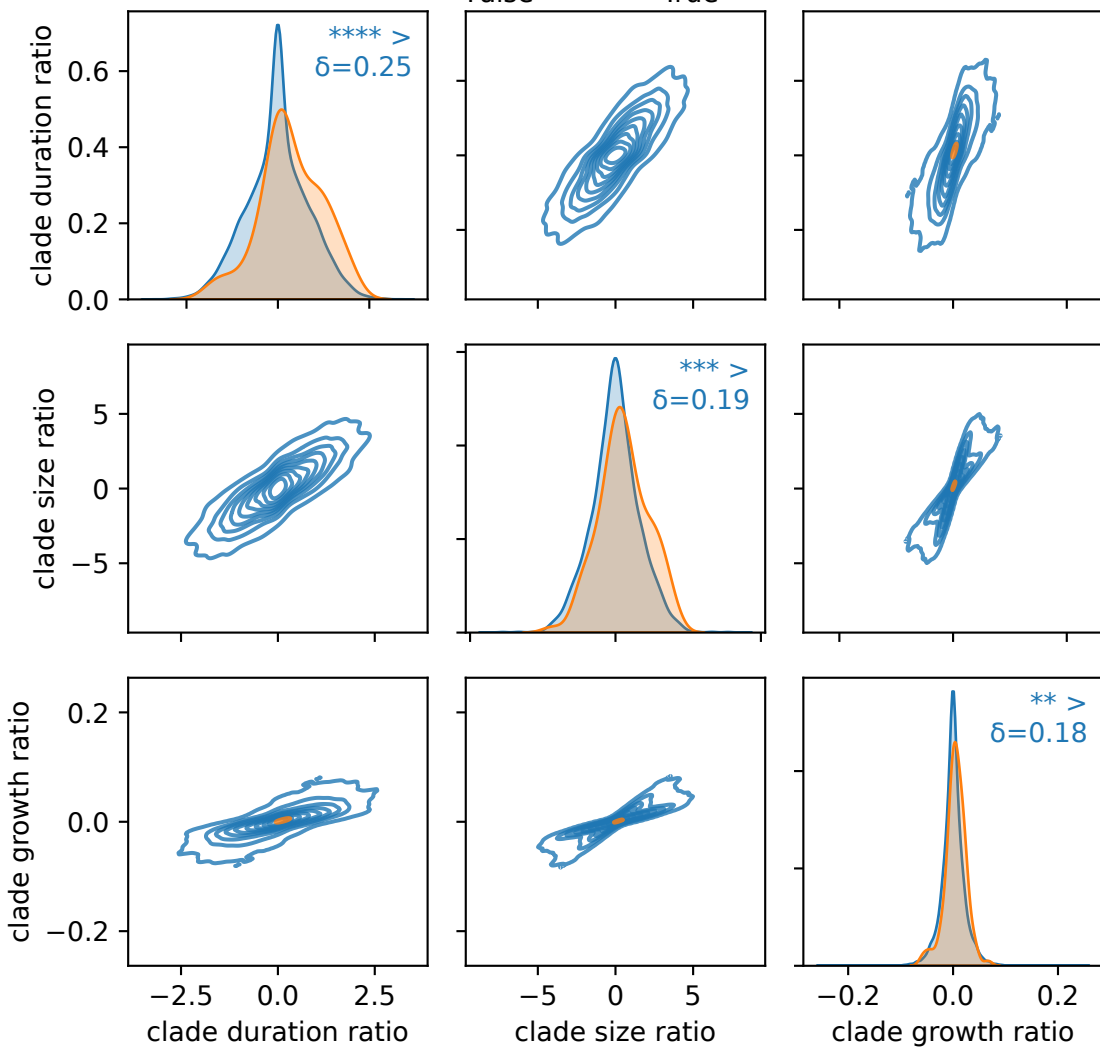 clade duration ratio
0.6
0.4
0.2
0.0
**** >
δ=0.25
clade size ratio
5
0
−5
*** >
δ=0.19
clade growth ratio
0.2
0.0
−0.2
** >
δ=0.18
−2.5 0.0 2.5
−5 0 5
−0.2 0.0 0.2
clade duration ratio
clade size ratio
clade growth ratio